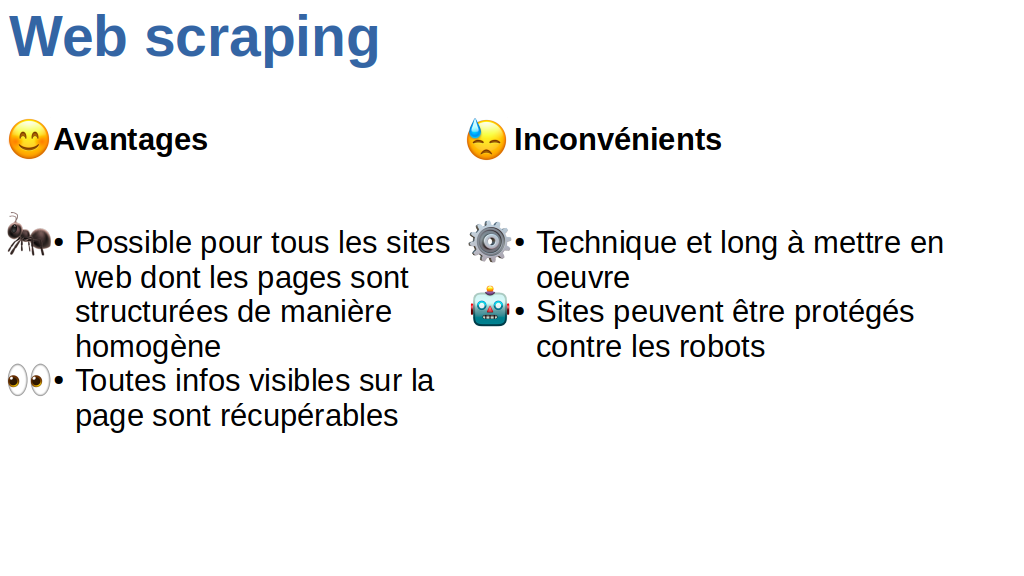 Web scraping
Avantages
• Possible pour tous les sites
web dont les pages sont
structurées de manière
homogène
• Toutes infos visibles sur la
page sont récupérables
Inconvénients
• Technique et long à mettre en
oeuvre
• Sites peuvent être protégés
contre les robots